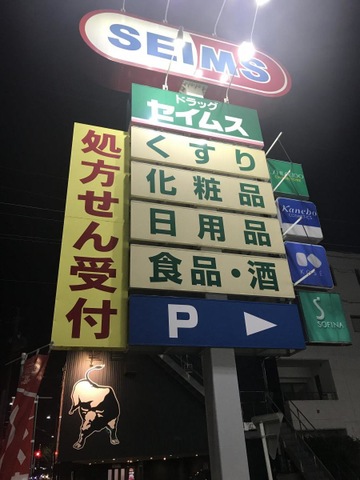 SEIMS
ドラッグ
セイムス
処方せん受付
くすり
化粧品
日用品
食品・酒
P
Kanebo
SOFINA